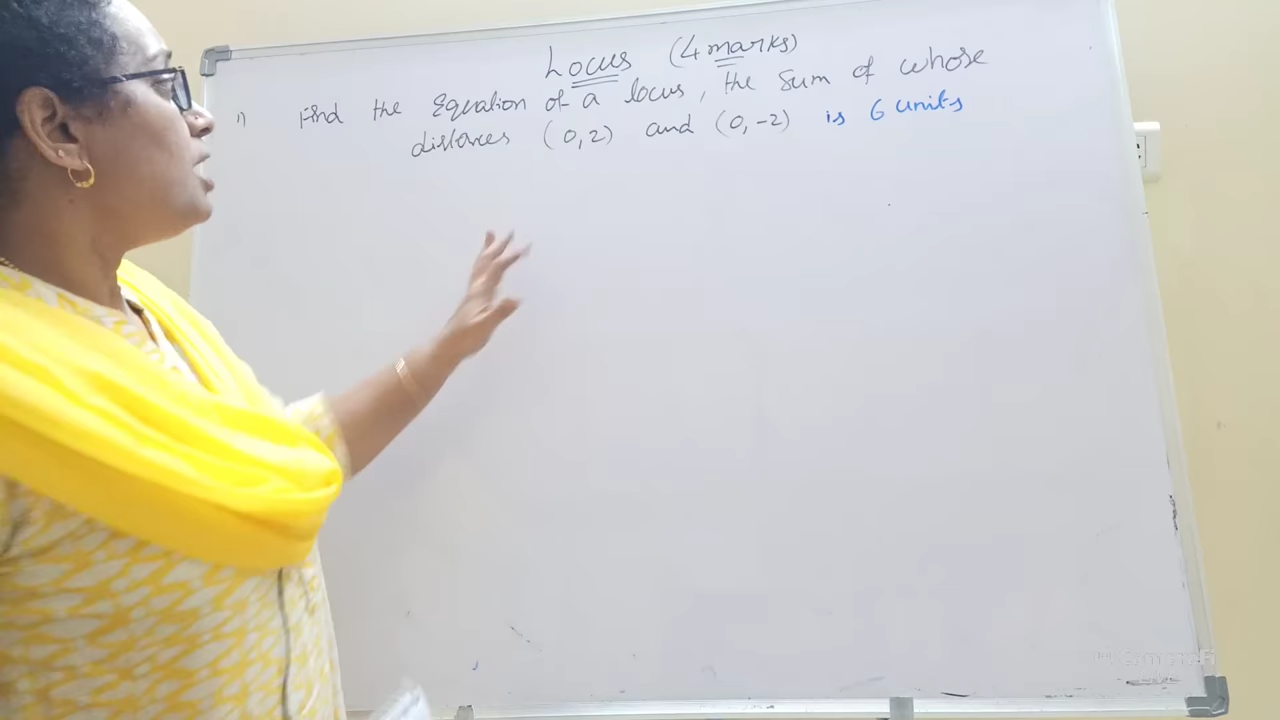 Locus (4 marks)
1) Find the Equation of a locus, the sum of whose
distances (0,2) and (0,-2) is 6 units